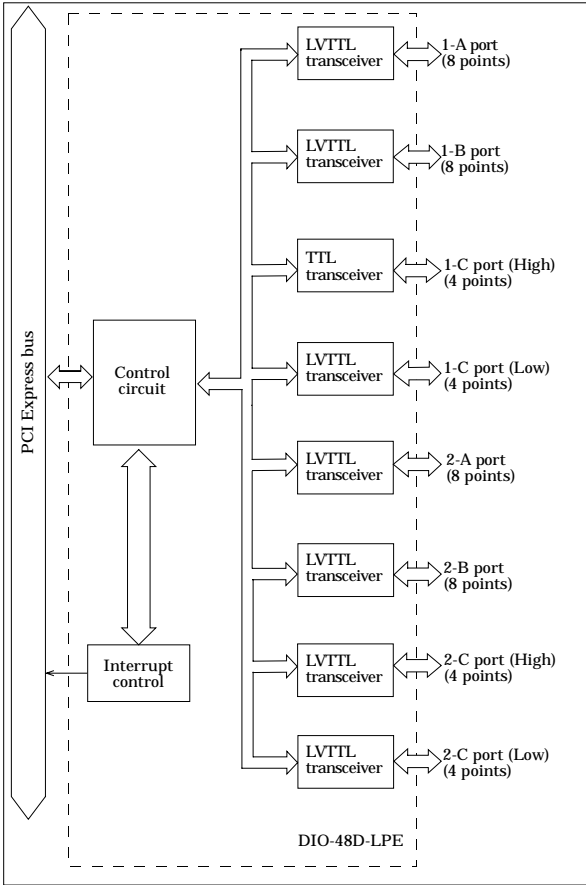 LVTTL
transceiver
1-A port
(8 points)
LVTTL
transceiver
1-B port
(8 points)
TTL
transceiver
1-C port (High)
(4 points)
PCI Express bus
Control
circuit
LVTTL
transceiver
1-C port (Low)
(4 points)
LVTTL
transceiver
2-A port
(8 points)
LVTTL
transceiver
2-B port
(8 points)
Interrupt
control
LVTTL
transceiver
2-C port (High)
(4 points)
LVTTL
transceiver
2-C port (Low)
(4 points)
DIO-48D-LPE